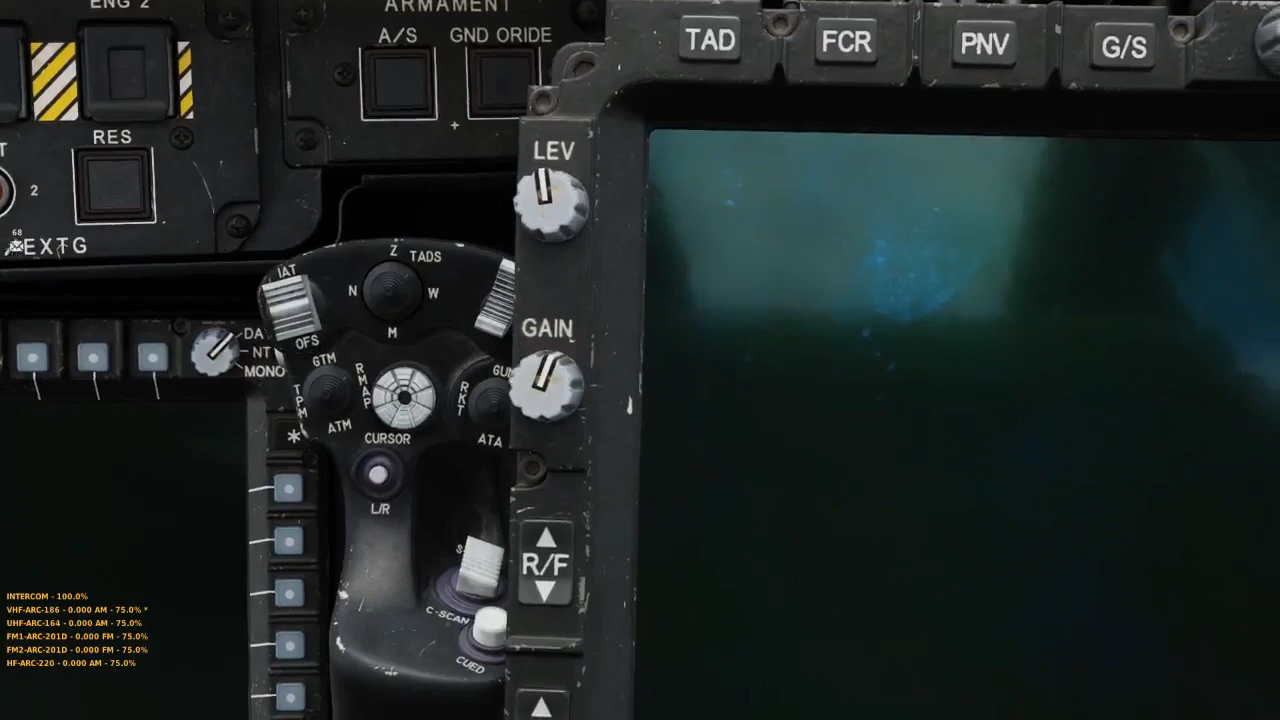 ENG 2
ARMAMENT
A/S
GND ORIDE
TAD
FCR
PNV
G/S
RES
2
68
EXTG
LEV
GAIN
R/F
Z
TADS
IAT
N
W
M
OFS
DA
NT
MONO
GTM
RMAP
TPM
ATM
RKT
GUN
CURSOR
ATA
*
L/R
C-SCAN
CUED
INTERCOM - 100.0%
VHF-ARC-186 - 0.000 AM - 75.0% *
UHF-ARC-164 - 0.000 AM - 75.0%
FM1-ARC-201D - 0.000 FM - 75.0%
FM2-ARC-201D - 0.000 FM - 75.0%
HF-ARC-220 - 0.000 AM - 75.0%